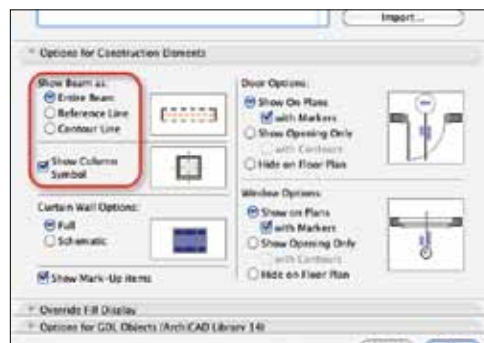 Import...
Options for Construction Elements
Show Beam as:
Entire Beam
Reference Line
Contour Line
Show Column
Symbol
Curtain Wall Options:
Full
Schematic
Show Mark-Up Items
Door Options:
Show On Plans
with Markers
Show Opening Only
with Contours
Hide on Floor Plan
Window Options:
Show on Plans
with Markers
Show Opening Only
with Contours
Hide on Floor Plan
Override Fill Display
Options for GDL Objects (ArchiCAD Library 14)